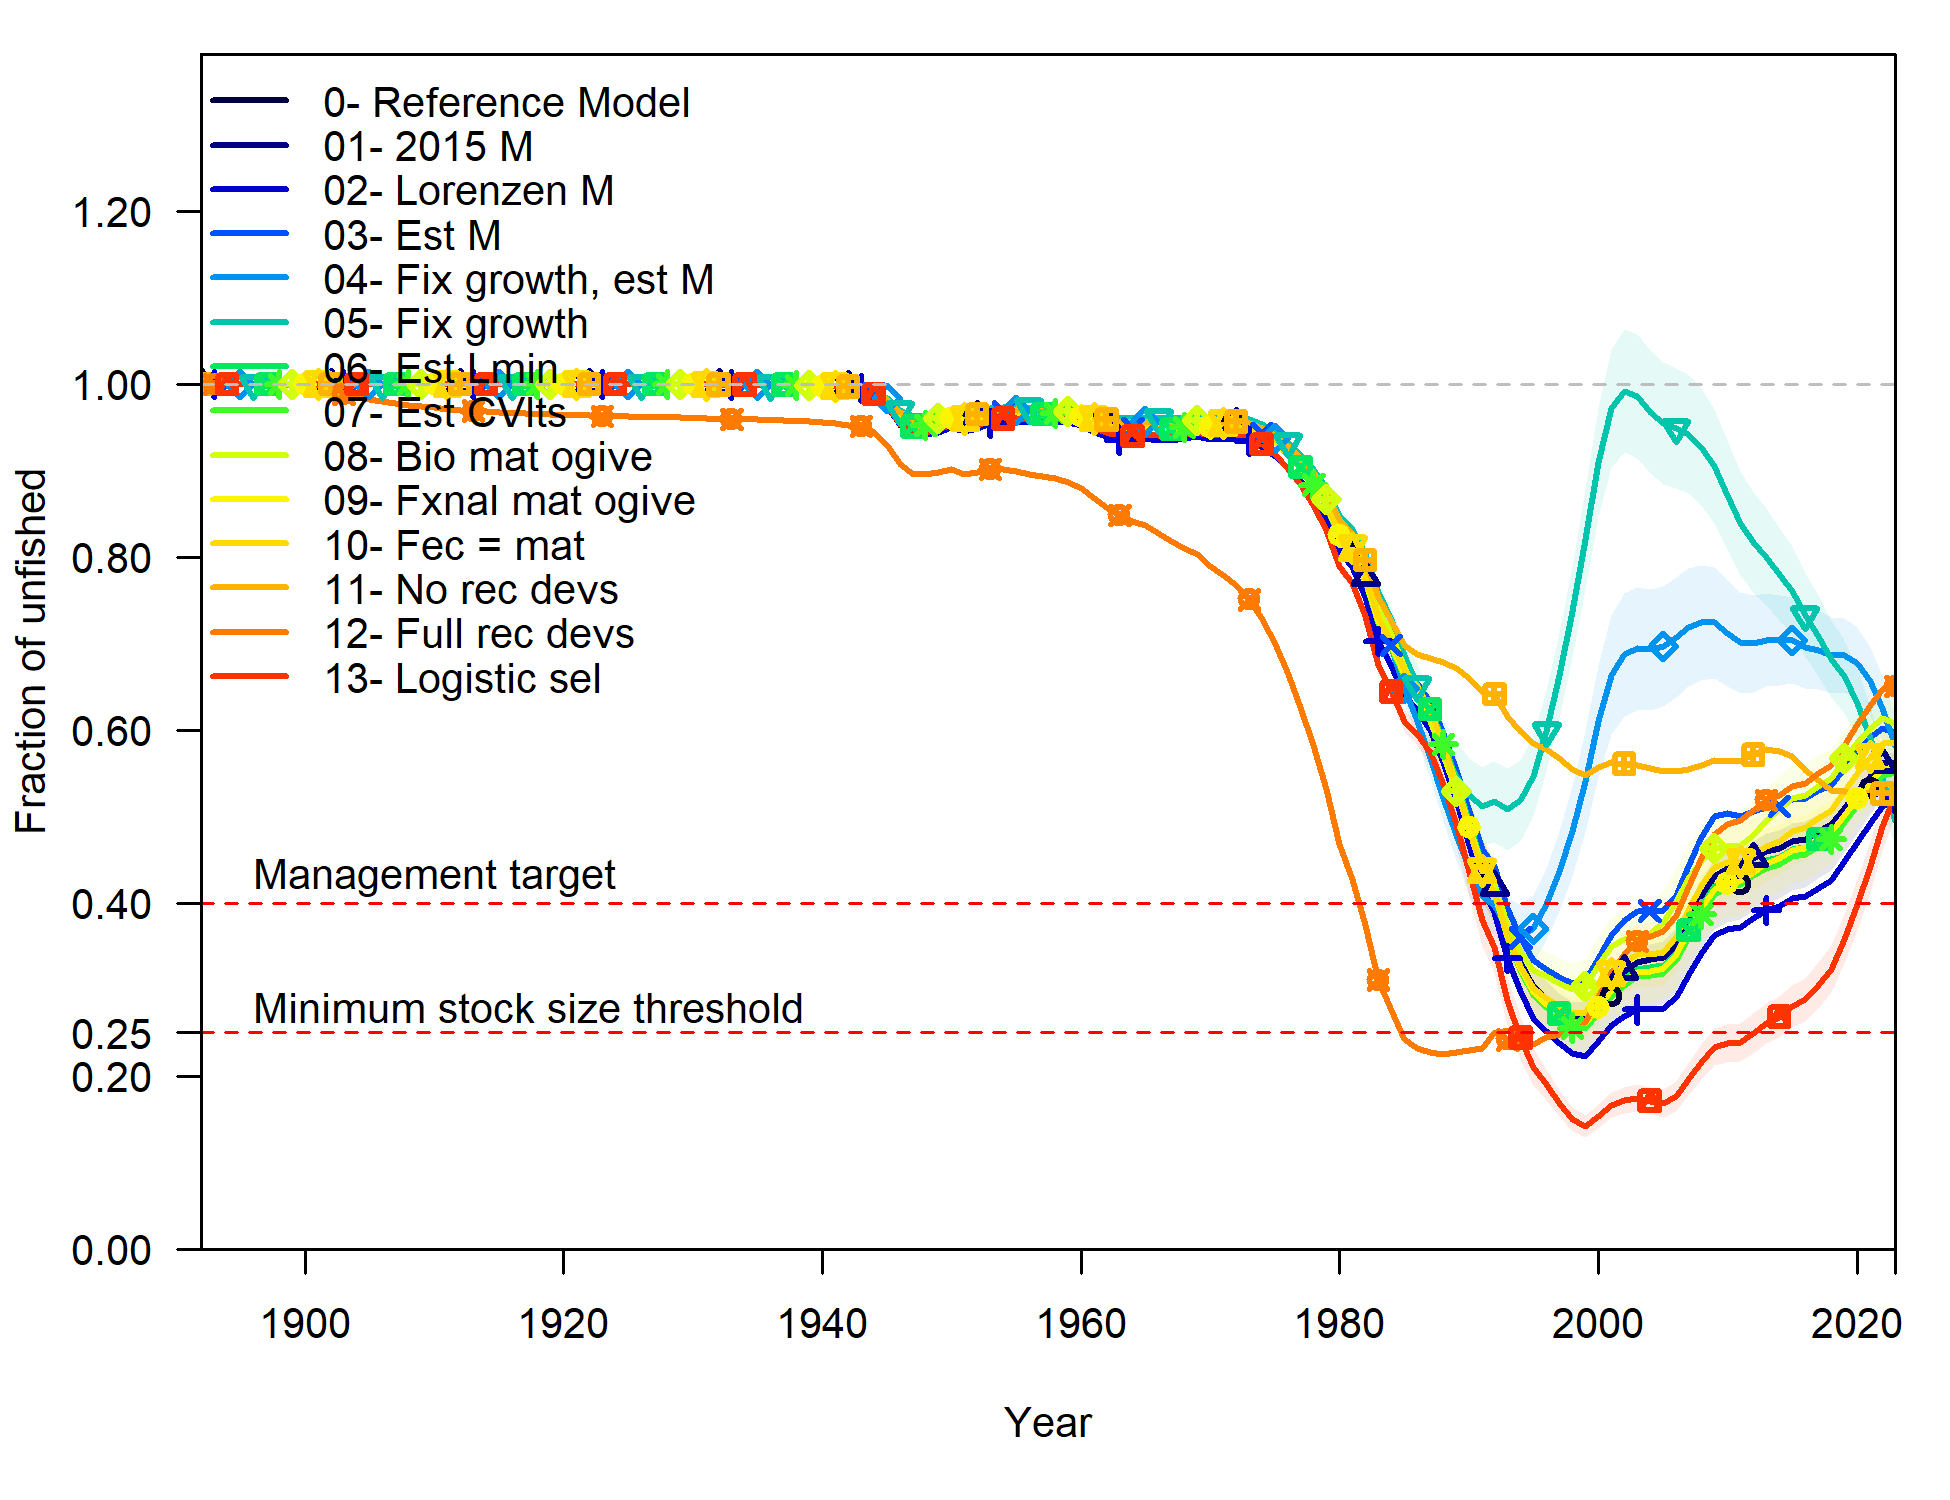 0- Reference Model
01- 2015 M
02- Lorenzen M
03- Est M
04- Fix growth, est M
05- Fix growth
06- Est Lmin
07- Est CVlts
08- Bio mat ogive
09- Fxnal mat ogive
10- Fec = mat
11- No rec devs
12- Full rec devs
13- Logistic sel
1.20
1.00
0.80
0.60
0.40
0.25
0.20
0.00
Fraction of unfished
Management target
Minimum stock size threshold
1900 1920 1940 1960 1980 2000 2020
Year